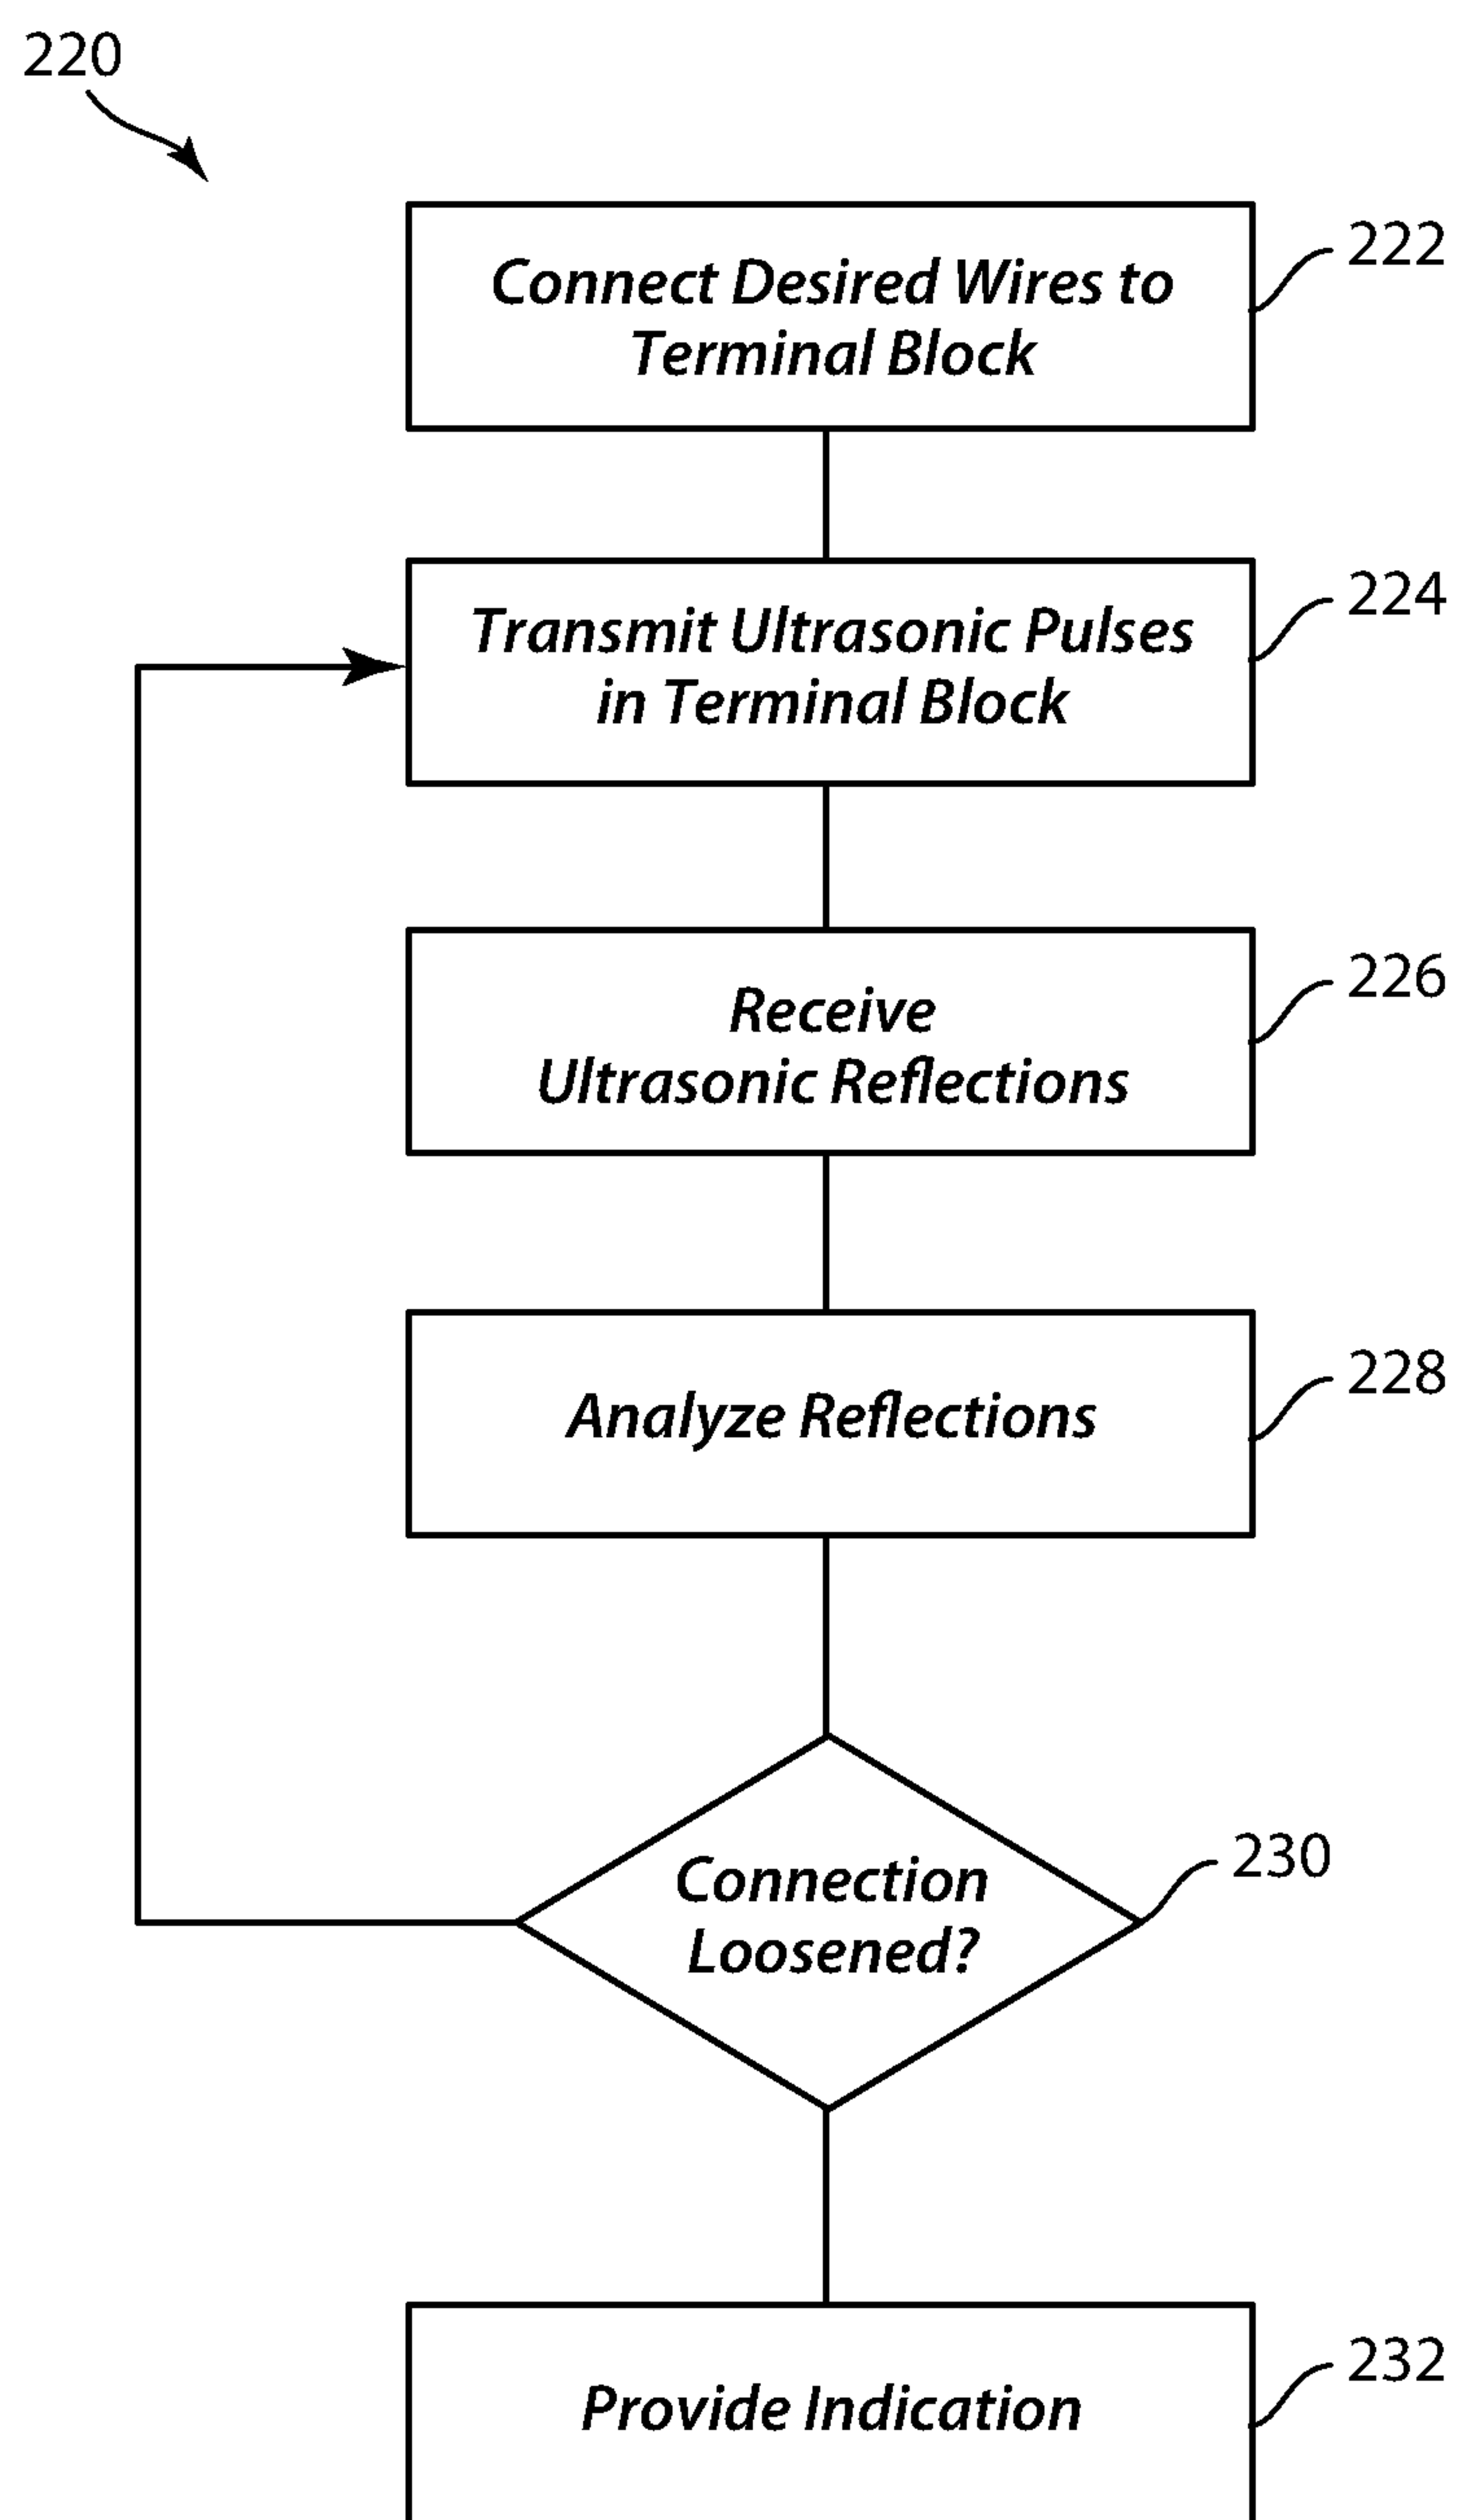 220
Connect Desired Wires to
Terminal Block
222
Transmit Ultrasonic Pulses
in Terminal Block
224
Receive
Ultrasonic Reflections
226
Analyze Reflections
228
Connection
Loosened?
230
Provide Indication
232